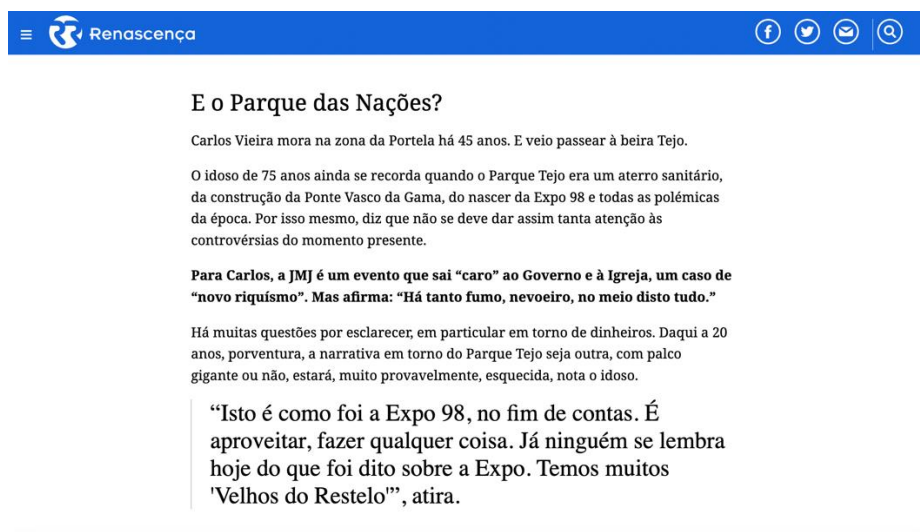 Renascença
E o Parque das Nações?
Carlos Vieira mora na zona da Portela há 45 anos. E veio passear à beira Tejo.
O idoso de 75 anos ainda se recorda quando o Parque Tejo era um aterro sanitário,
da construção da Ponte Vasco da Gama, do nascer da Expo 98 e todas as polémicas
da época. Por isso mesmo, diz que não se deve dar assim tanta atenção às
controvérsias do momento presente.
Para Carlos, a JMJ é um evento que sai “caro” ao Governo e à Igreja, um caso de
“novo riquísmo”. Mas afirma: “Há tanto fumo, nevoeiro, no meio disto tudo.”
Há muitas questões por esclarecer, em particular em torno de dinheiros. Daqui a 20
anos, porventura, a narrativa em torno do Parque Tejo seja outra, com palco
gigante ou não, estará, muito provavelmente, esquecida, nota o idoso.
“Isto é como foi a Expo 98, no fim de contas. É
aproveitar, fazer qualquer coisa. Já ninguém se lembra
hoje do que foi dito sobre a Expo. Temos muitos
'Velhos do Restelo'”, atira.